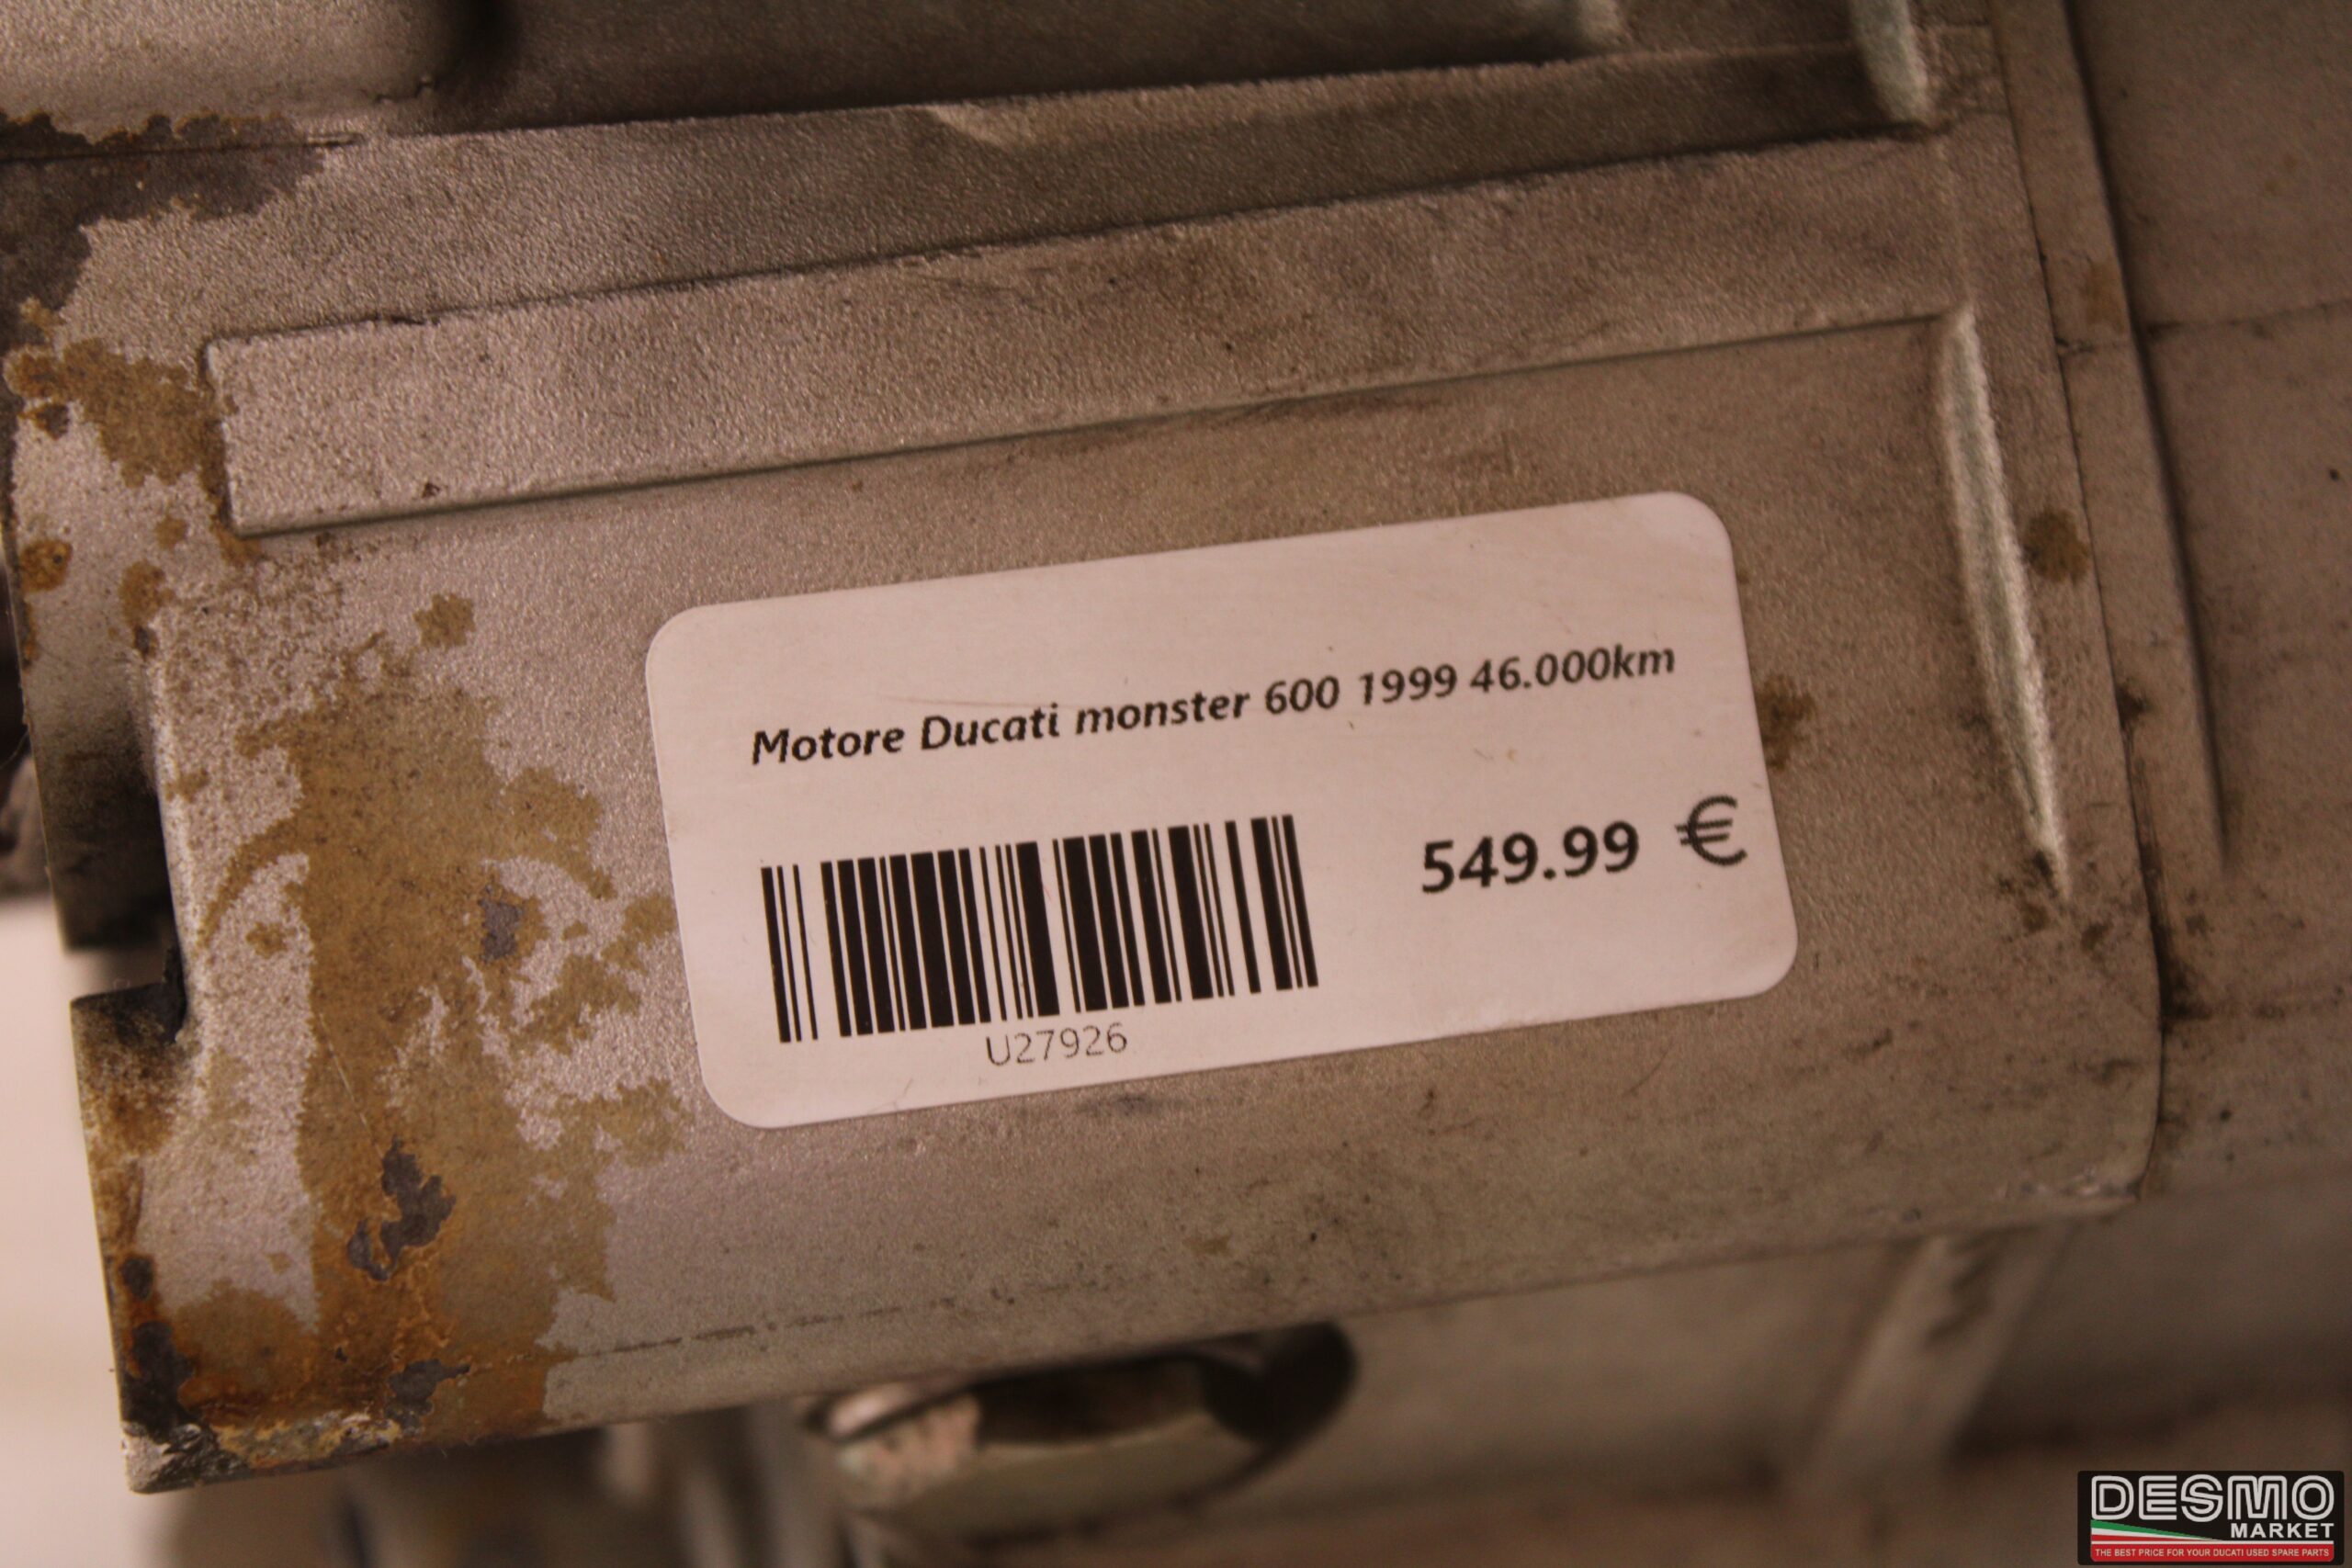 Motore Ducati monster 600 1999 46.000km
549.99 €
U27926
DESMO
MARKET
THE BEST PRICE FOR YOUR DUCATI USED SPARE PARTS